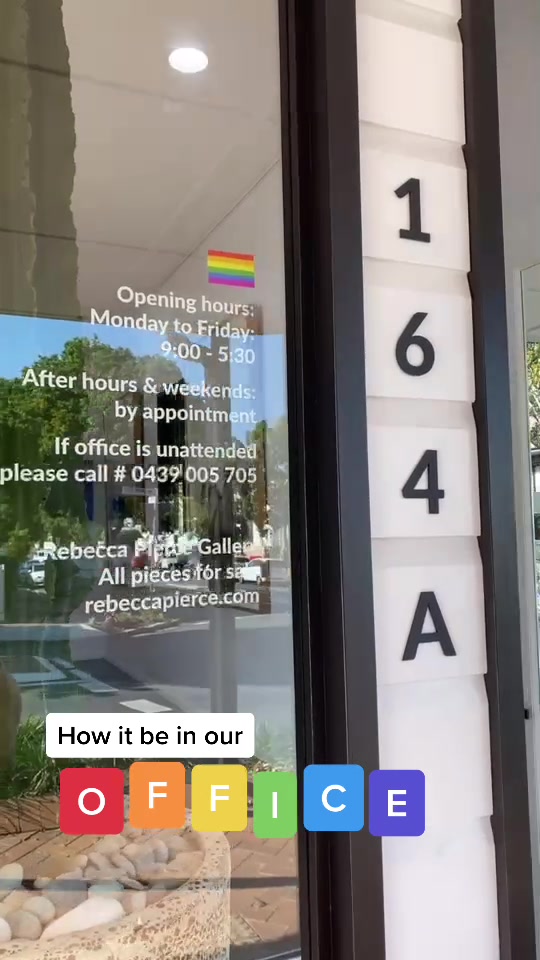 Opening hours:
Monday to Friday:
9:00 - 5:30
After hours & weekends:
by appointment
If office is unattended
please call # 0439 005 705
Rebecca Pierce Galler
All pieces for sa
rebeccapierce.com
1
6
4
A
How it be in our
OFFICE